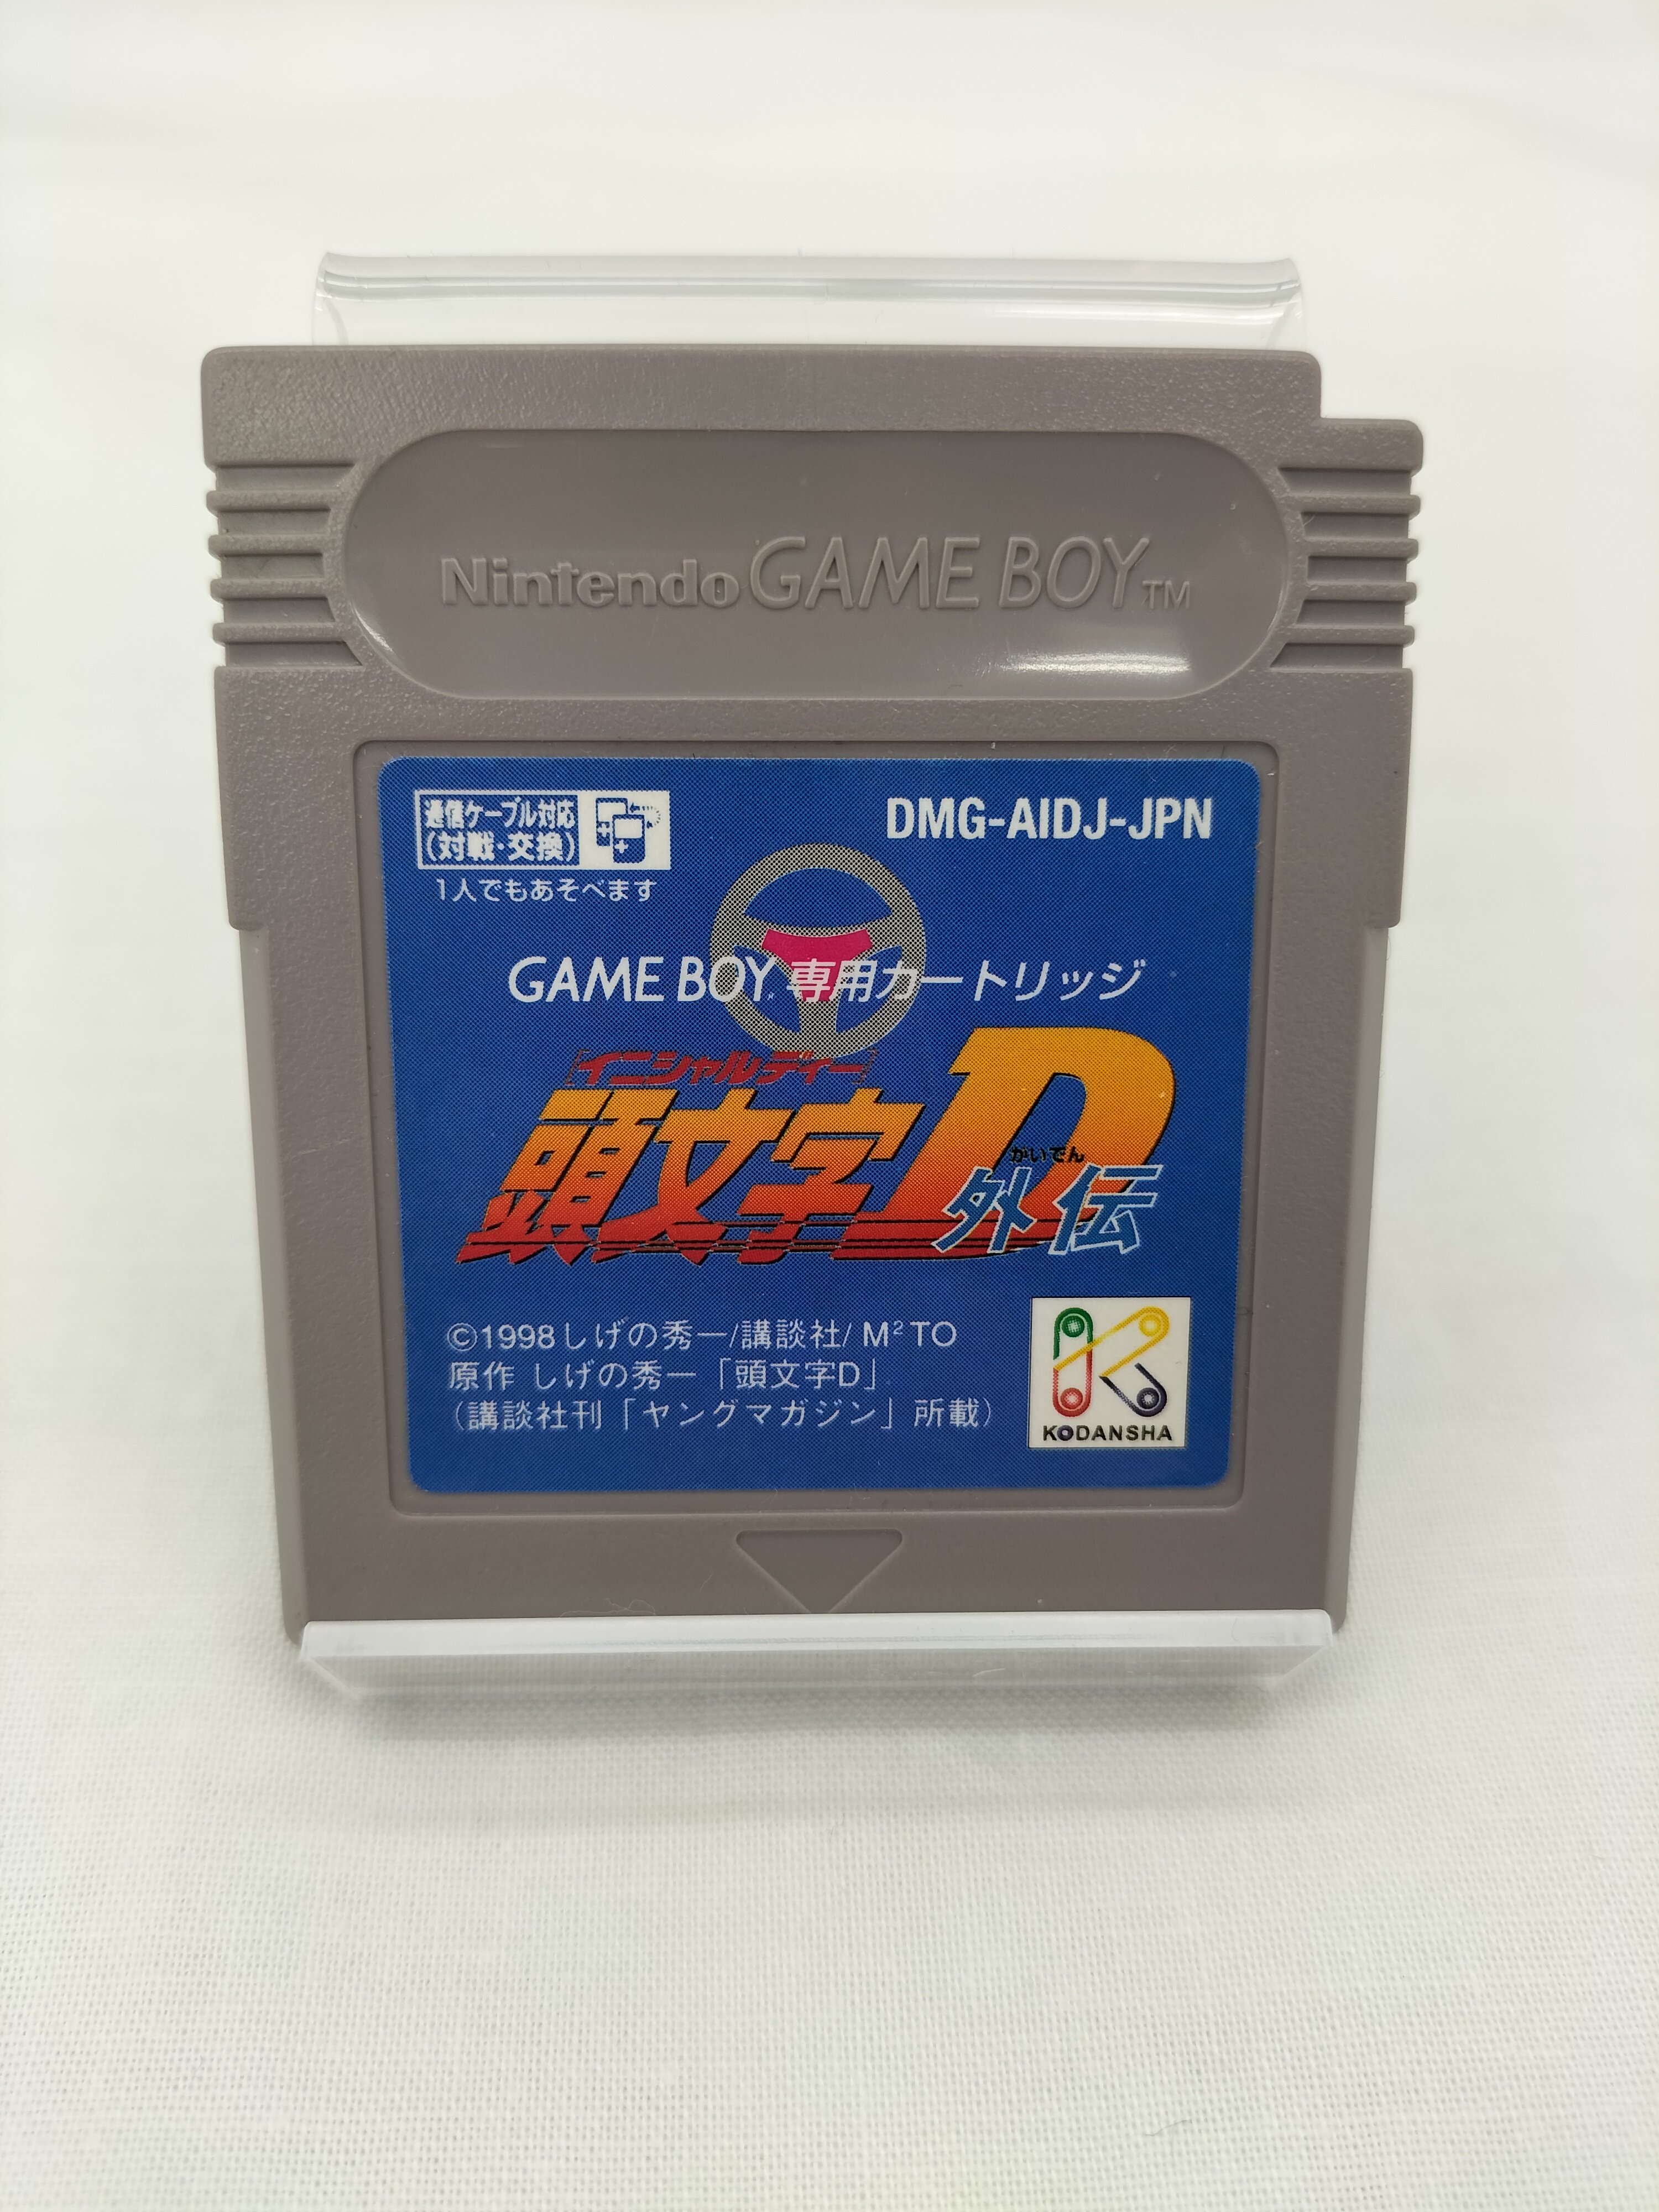 Nintendo GAME BOY TM
通信ケーブル対応
(対戦・交換)
DMG-AIDJ-JPN
1人でもあそべます
GAME BOY 専用カートリッジ
イニシャルディー
頭文字D
がいでん
外伝
©1998しげの秀一/講談社/ M²TO
原作 しげの秀一「頭文字D」
(講談社刊「ヤングマガジン」所載)
KODANSHA